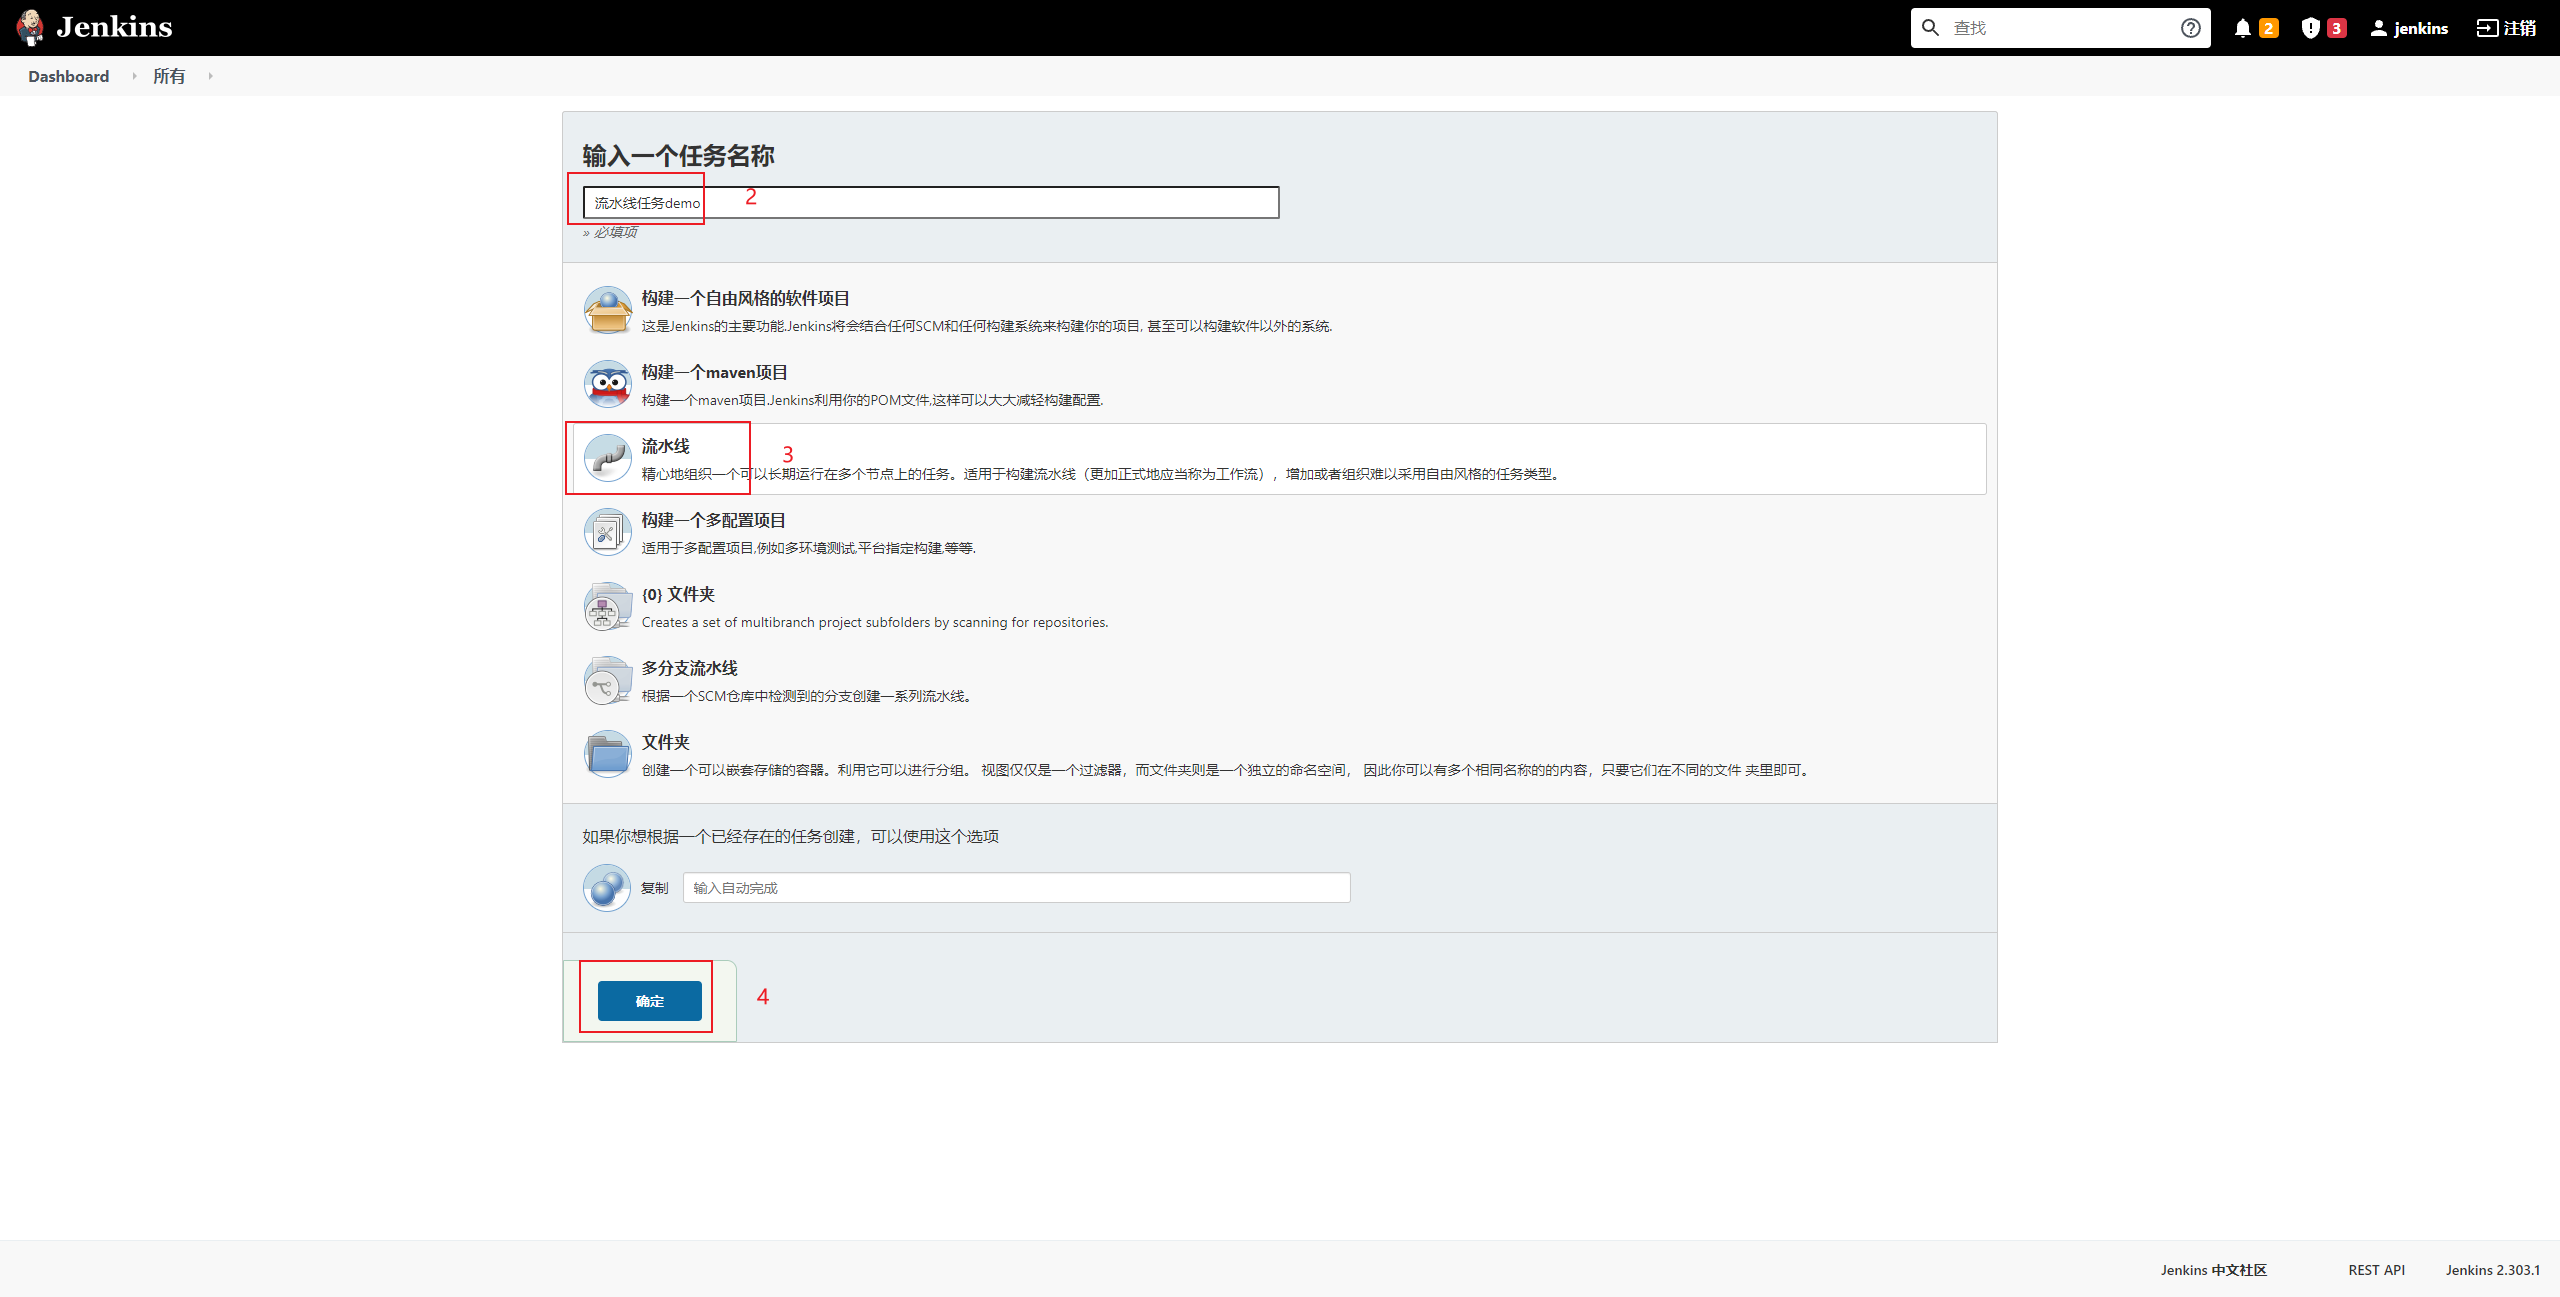 Jenkins
查找
2
3
jenkins
注销
Dashboard
所有
输入一个任务名称
流水线任务demo
2
» 必填项
构建一个自由风格的软件项目
这是Jenkins的主要功能.Jenkins将会结合任何SCM和任何构建系统来构建你的项目, 甚至可以构建软件以外的系统.
构建一个maven项目
构建一个maven项目.Jenkins利用你的POM文件,这样可以大大减轻构建配置.
流水线
3
精心地组织一个可以长期运行在多个节点上的任务。适用于构建流水线（更加正式地应当称为工作流），增加或者组织难以采用自由风格的任务类型。
构建一个多配置项目
适用于多配置项目,例如多环境测试,平台指定构建,等等.
{0} 文件夹
Creates a set of multibranch project subfolders by scanning for repositories.
多分支流水线
根据一个SCM仓库中检测到的分支创建一系列流水线。
文件夹
创建一个可以嵌套存储的容器。利用它可以进行分组。 视图仅仅是一个过滤器，而文件夹则是一个独立的命名空间， 因此你可以有多个相同名称的的内容，只要它们在不同的文件 夹里即可。
如果你想根据一个已经存在的任务创建，可以使用这个选项
复制
输入自动完成
确定
4
Jenkins 中文社区
REST API
Jenkins 2.303.1